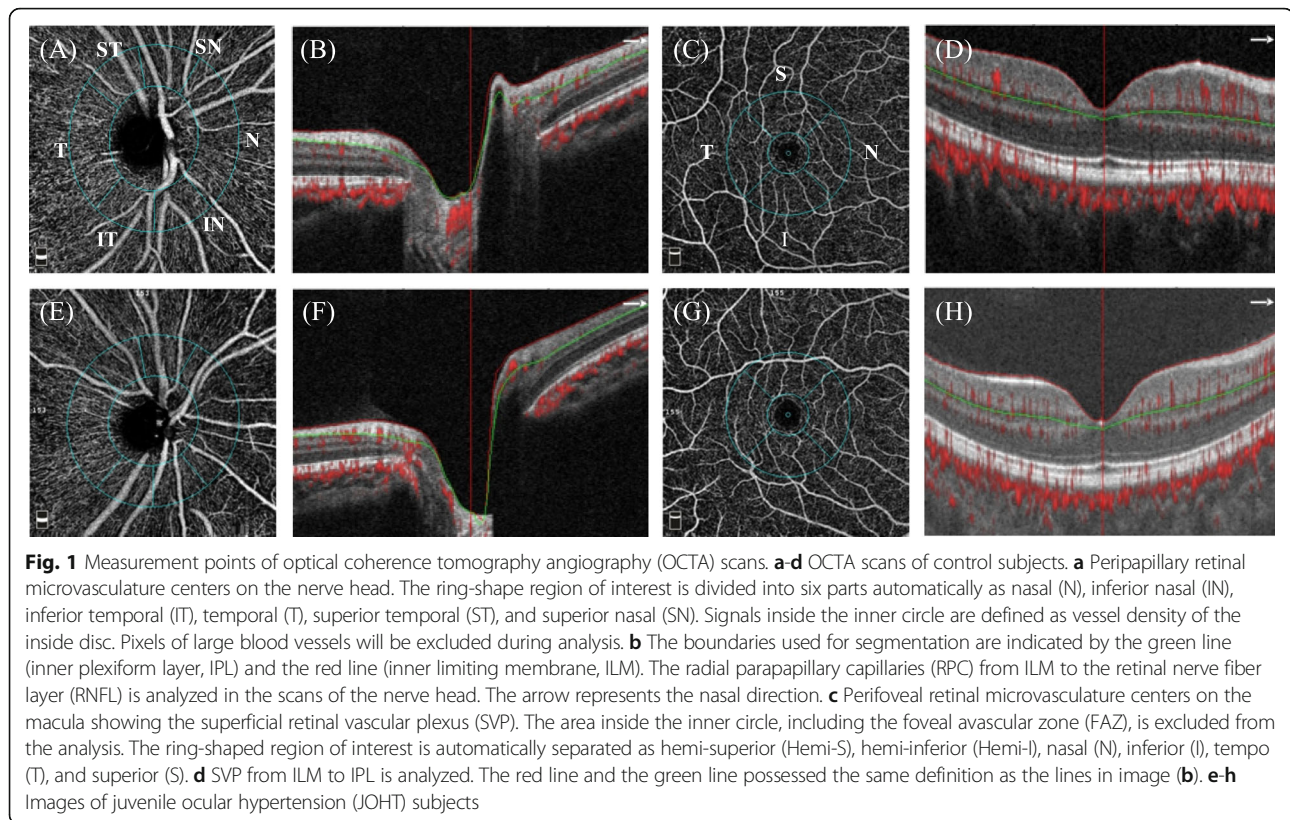 (A) ST SN (B) (C) S (D)
T N T N
IT IN I
(E) (F) (G) 155 (H)
153
155
Fig. 1 Measurement points of optical coherence tomography angiography (OCTA) scans. a-d OCTA scans of control subjects. a Peripapillary retinal
microvasculature centers on the nerve head. The ring-shape region of interest is divided into six parts automatically as nasal (N), inferior nasal (IN),
inferior temporal (IT), temporal (T), superior temporal (ST), and superior nasal (SN). Signals inside the inner circle are defined as vessel density of the
inside disc. Pixels of large blood vessels will be excluded during analysis. b The boundaries used for segmentation are indicated by the green line
(inner plexiform layer, IPL) and the red line (inner limiting membrane, ILM). The radial parapapillary capillaries (RPC) from ILM to the retinal nerve fiber
layer (RNFL) is analyzed in the scans of the nerve head. The arrow represents the nasal direction. c Perifoveal retinal microvasculature centers on the
macula showing the superficial retinal vascular plexus (SVP). The area inside the inner circle, including the foveal avascular zone (FAZ), is excluded from
the analysis. The ring-shaped region of interest is automatically separated as hemi-superior (Hemi-S), hemi-inferior (Hemi-I), nasal (N), inferior (I), tempo
(T), and superior (S). d SVP from ILM to IPL is analyzed. The red line and the green line possessed the same definition as the lines in image (b). e-h
Images of juvenile ocular hypertension (JOHT) subjects